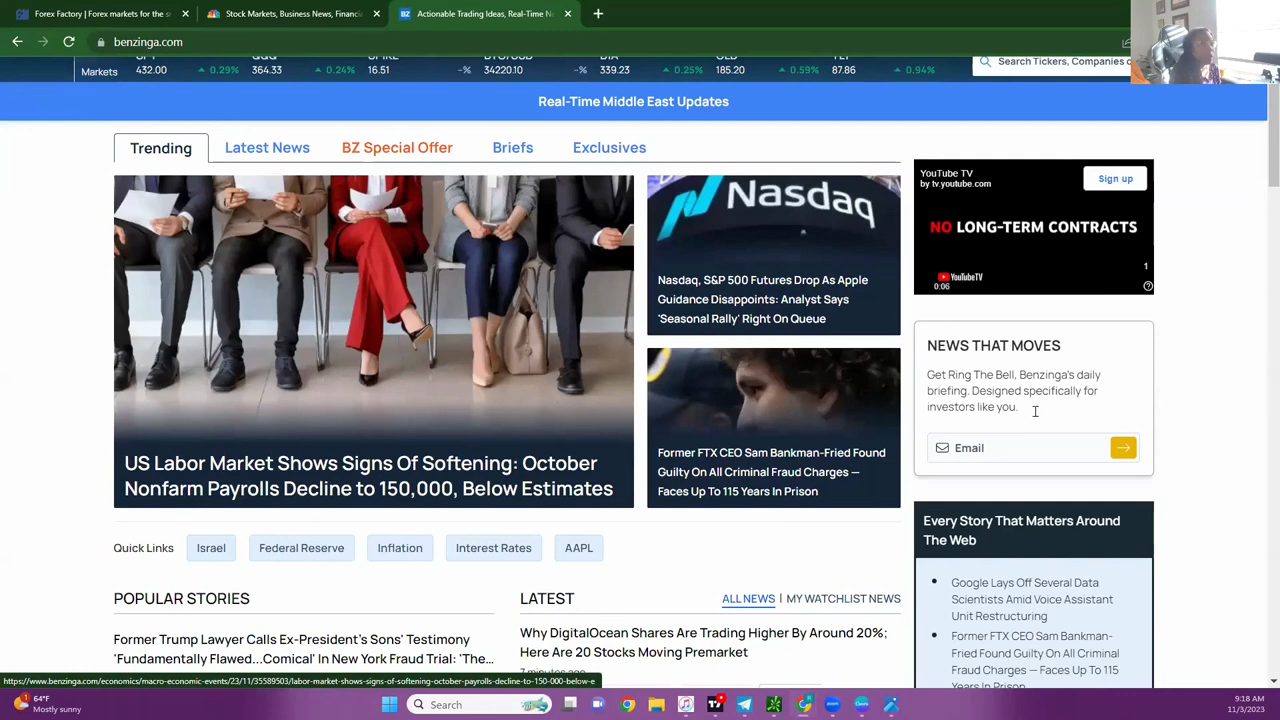 Forex Factory | Forex markets for the s
Stock Markets, Business News, Financi
BZ Actionable Trading Ideas, Real-Time N
benzinga.com
Markets
432.00 0.29% 364.33 0.24% 16.51 -% 34220.10 -% 339.23 0.25% 185.20 0.59% 87.86 0.94%
Search Tickers, Companies o
Real-Time Middle East Updates
Trending Latest News BZ Special Offer Briefs Exclusives
YouTube TV
by tv.youtube.com
Sign up
NO LONG-TERM CONTRACTS
YouTubeTV
0:06
1
Nasdaq
Nasdaq, S&P 500 Futures Drop As Apple
Guidance Disappoints: Analyst Says
'Seasonal Rally' Right On Queue
US Labor Market Shows Signs Of Softening: October
Nonfarm Payrolls Decline to 150,000, Below Estimates
Former FTX CEO Sam Bankman-Fried Found
Guilty On All Criminal Fraud Charges —
Faces Up To 115 Years In Prison
NEWS THAT MOVES
Get Ring The Bell, Benzinga's daily
briefing. Designed specifically for
investors like you.
Email
Quick Links Israel Federal Reserve Inflation Interest Rates AAPL
Every Story That Matters Around
The Web
Google Lays Off Several Data
Scientists Amid Voice Assistant
Unit Restructuring
Former FTX CEO Sam Bankman-
Fried Found Guilty On All Criminal
Fraud Charges — Faces Up To 115
Years In Prison
POPULAR STORIES
Former Trump Lawyer Calls Ex-President's Sons' Testimony
'Fundamentally Flawed...Comical' In New York Fraud Trial: 'The...
LATEST
ALL NEWS | MY WATCHLIST NEWS
Why DigitalOcean Shares Are Trading Higher By Around 20%;
Here Are 20 Stocks Moving Premarket
7 minutes ago
https://www.benzinga.com/economics/macro-economic-events/23/11/35589503/labor-market-shows-signs-of-softening-october-payrolls-decline-to-150-000-below-e
64°F
Mostly sunny
Search
9:18 AM
11/3/2023